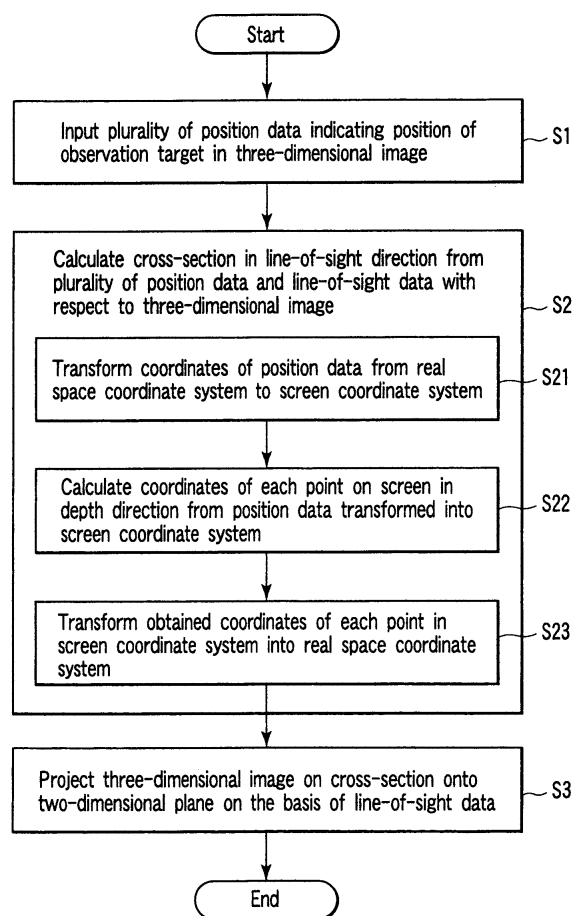 Start
Input plurality of position data indicating position of
observation target in three-dimensional image
S1
Calculate cross-section in line-of-sight direction from
plurality of position data and line-of-sight data with
respect to three-dimensional image
S2
Transform coordinates of position data from real
space coordinate system to screen coordinate system
S21
Calculate coordinates of each point on screen in
depth direction from position data transformed into
screen coordinate system
S22
Transform obtained coordinates of each point in
screen coordinate system into real space coordinate
system
S23
Project three-dimensional image on cross-section onto
two-dimensional plane on the basis of line-of-sight data
S3
End